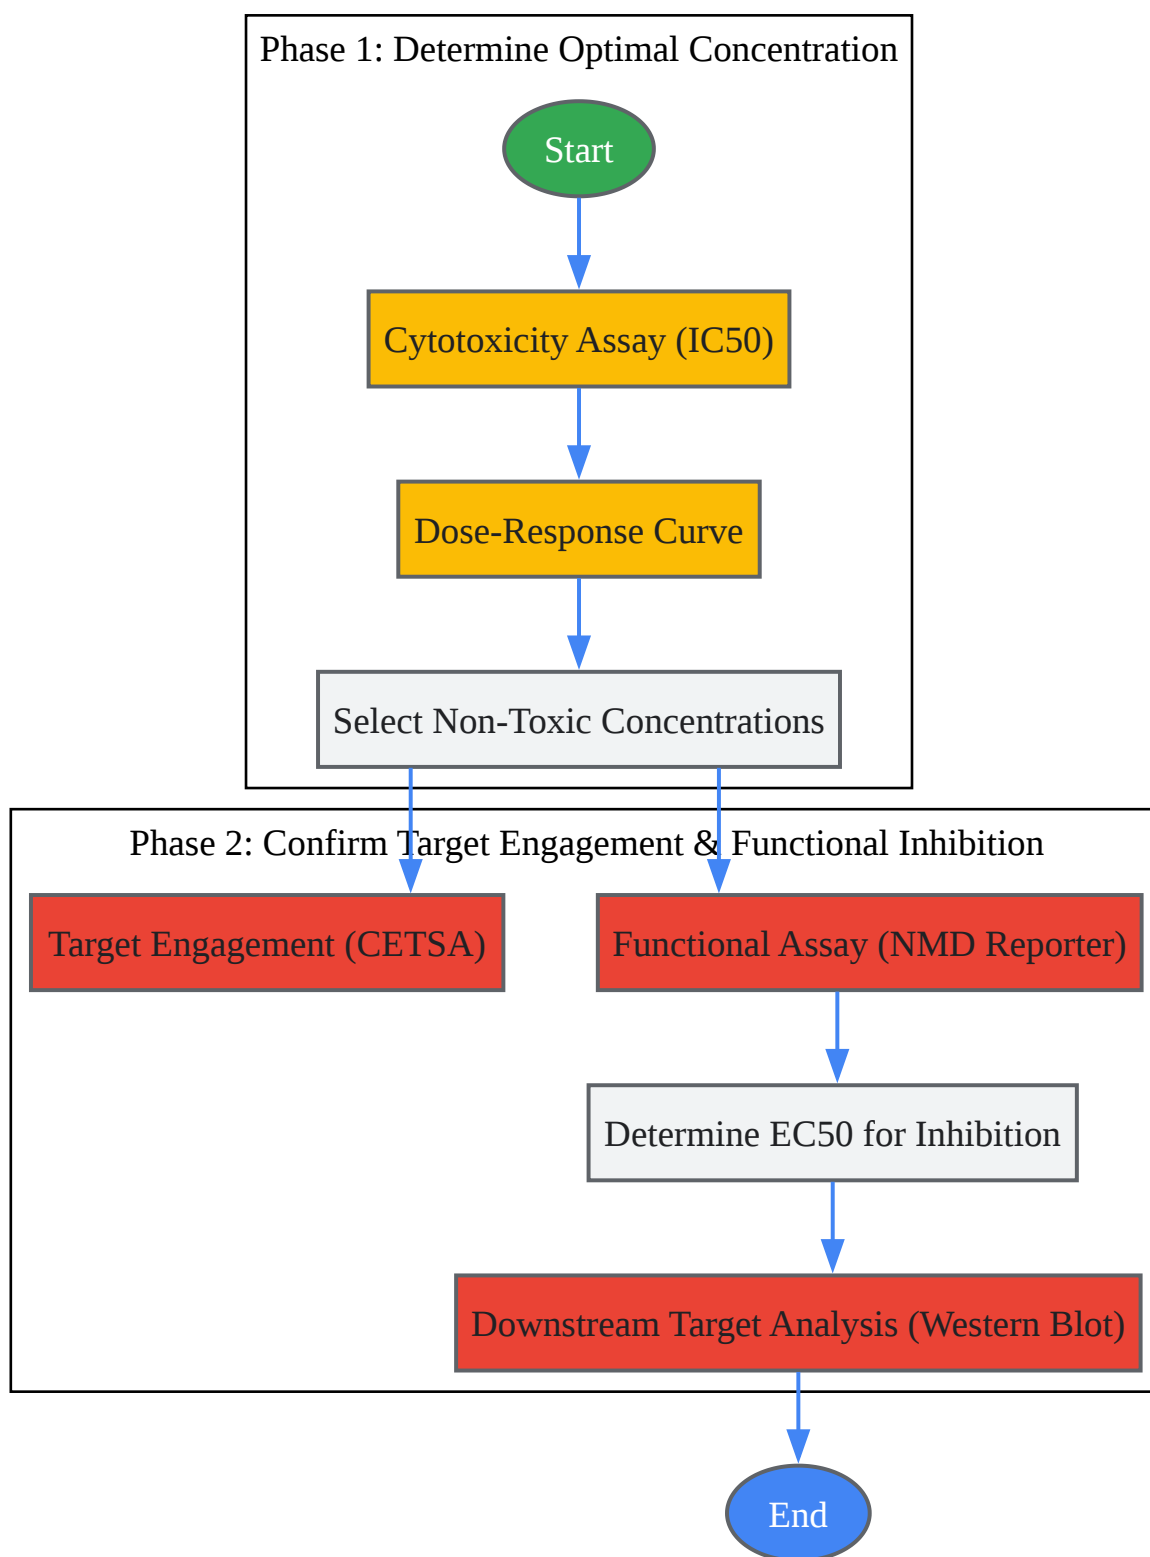 Phase 1: Determine Optimal Concentration
Start
Cytotoxicity Assay (IC50)
Dose-Response Curve
Select Non-Toxic Concentrations
Phase 2: Confirm Target Engagement & Functional Inhibition
Target Engagement (CETSA)
Functional Assay (NMD Reporter)
Determine EC50 for Inhibition
Downstream Target Analysis (Western Blot)
End